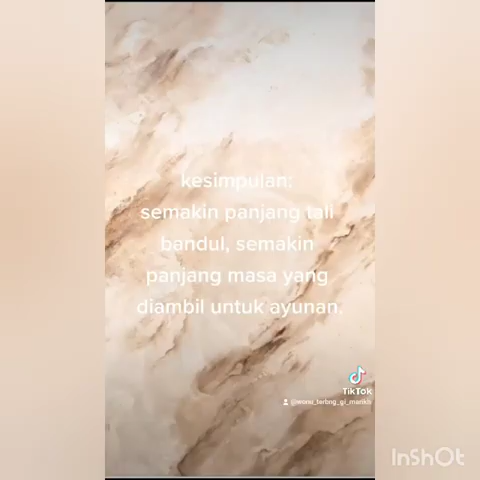 kesimpulan:
semakin panjang tali
bandul, semakin
panjang masa yang
diambil untuk ayunan.
TikTok
InShOt